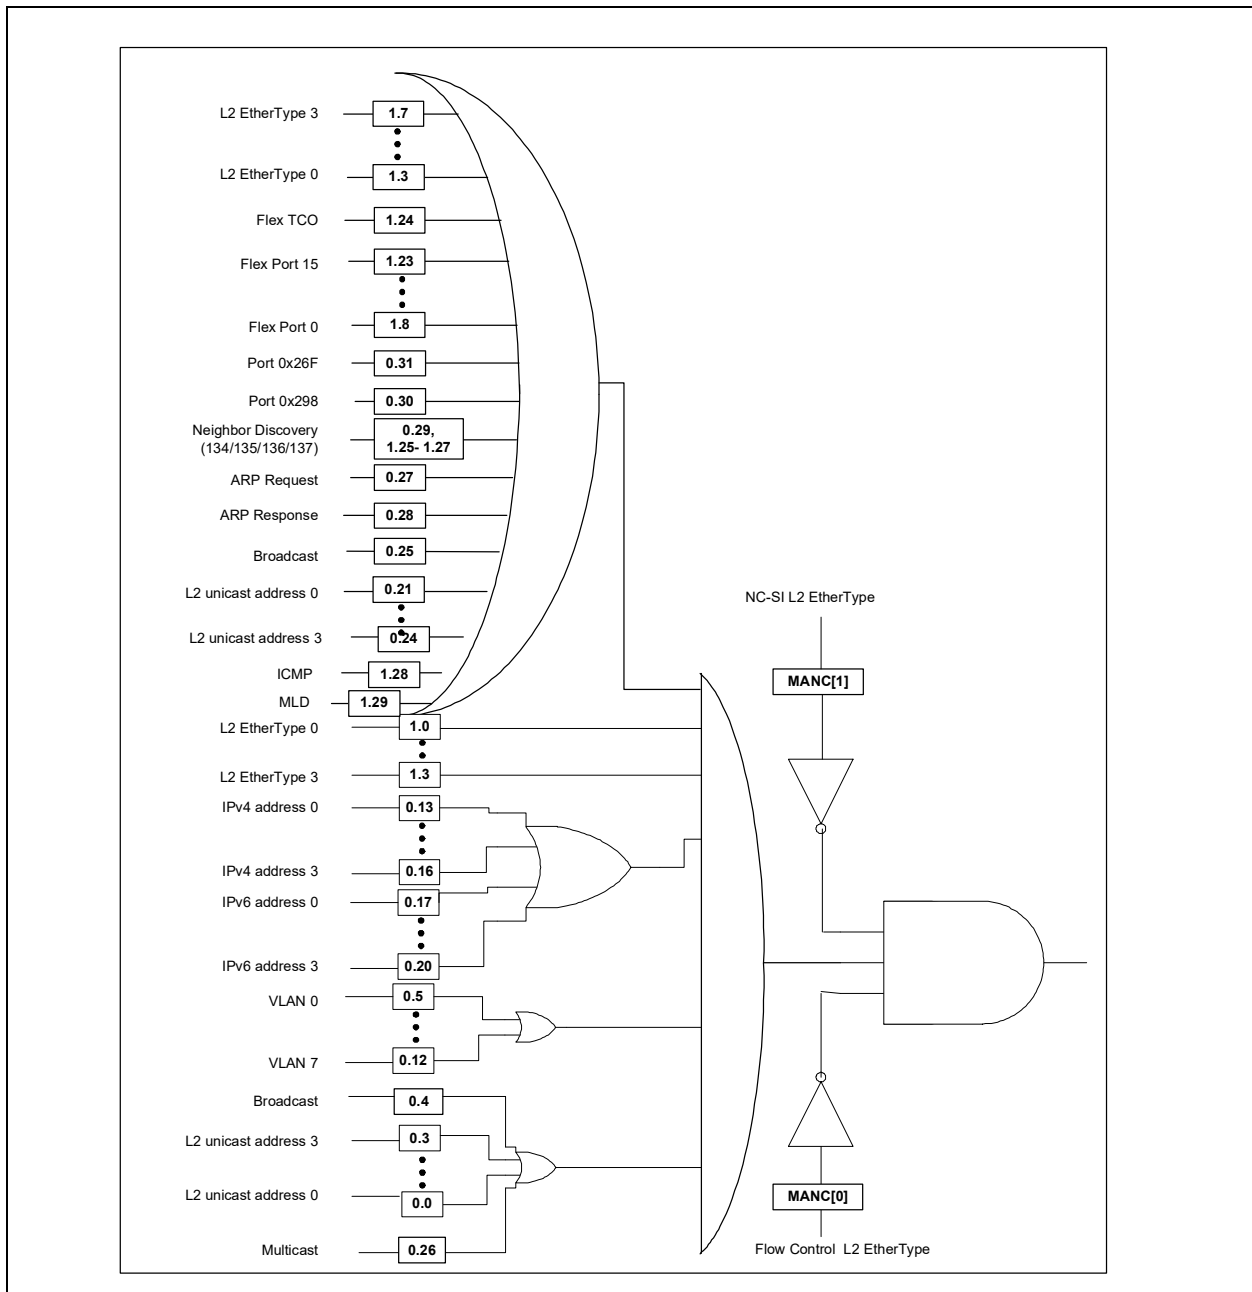 L2 EtherType 3 1.7
L2 EtherType 0 1.3
Flex TCO 1.24
Flex Port 15 1.23
Flex Port 0 1.8
Port 0x26F 0.31
Port 0x298 0.30
Neighbor Discovery 0.29,
(134/135/136/137) 1.25- 1.27
ARP Request 0.27
ARP Response 0.28
Broadcast 0.25
L2 unicast address 0 0.21
L2 unicast address 3 0.24
ICMP 1.28
MLD 1.29
L2 EtherType 0 1.0
L2 EtherType 3 1.3
IPv4 address 0 0.13
IPv4 address 3 0.16
IPv6 address 0 0.17
IPv6 address 3 0.20
VLAN 0 0.5
VLAN 7 0.12
Broadcast 0.4
L2 unicast address 3 0.3
L2 unicast address 0 0.0
Multicast 0.26
NC-SI L2 EtherType
MANC[1]
MANC[0]
Flow Control L2 EtherType